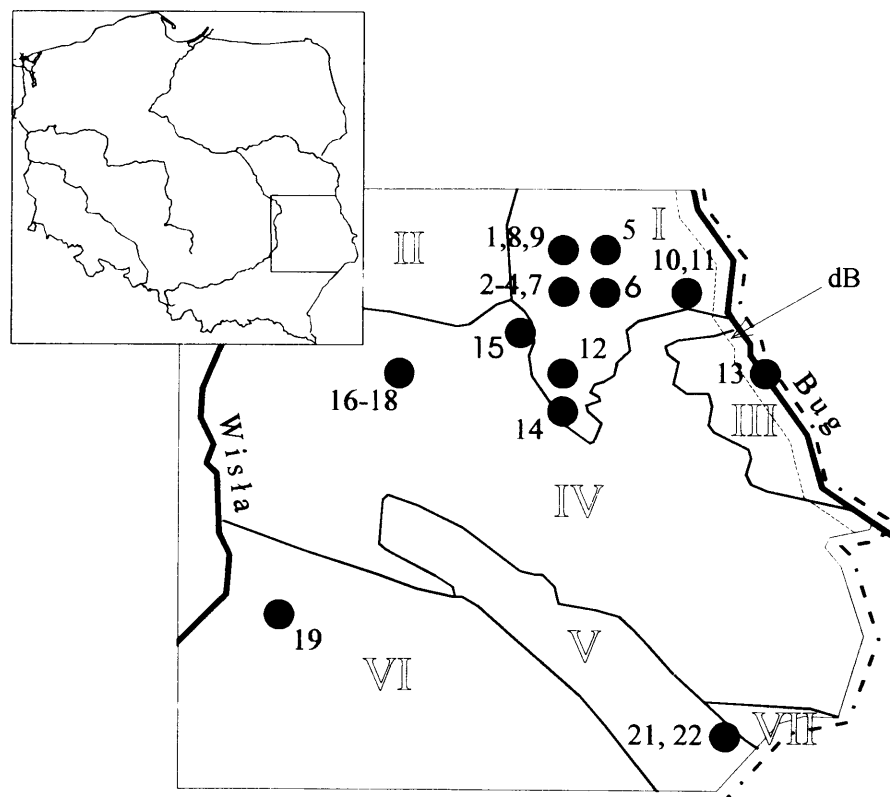 I
II
1,8,9
5
10,11
2-4,7
6
dB
15
12
13
16-18
14
III
Bug
Wisła
IV
19
V
VI
21, 22
VII